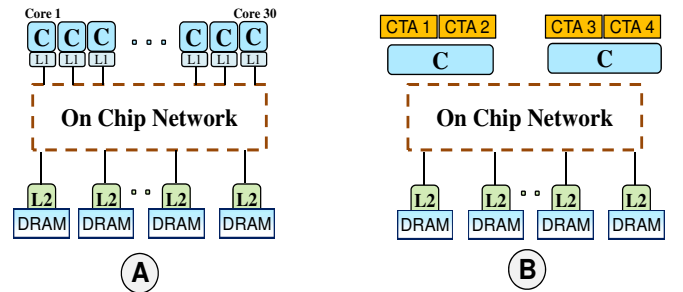 Core 1 Core 30
C C C C C C
L1 L1 L1 L1 L1 L1
On Chip Network
L2 L2 L2 L2
DRAM DRAM DRAM DRAM
A
CTA 1 CTA 2 CTA 3 CTA 4
C C
On Chip Network
L2 L2 L2 L2
DRAM DRAM DRAM DRAM
B